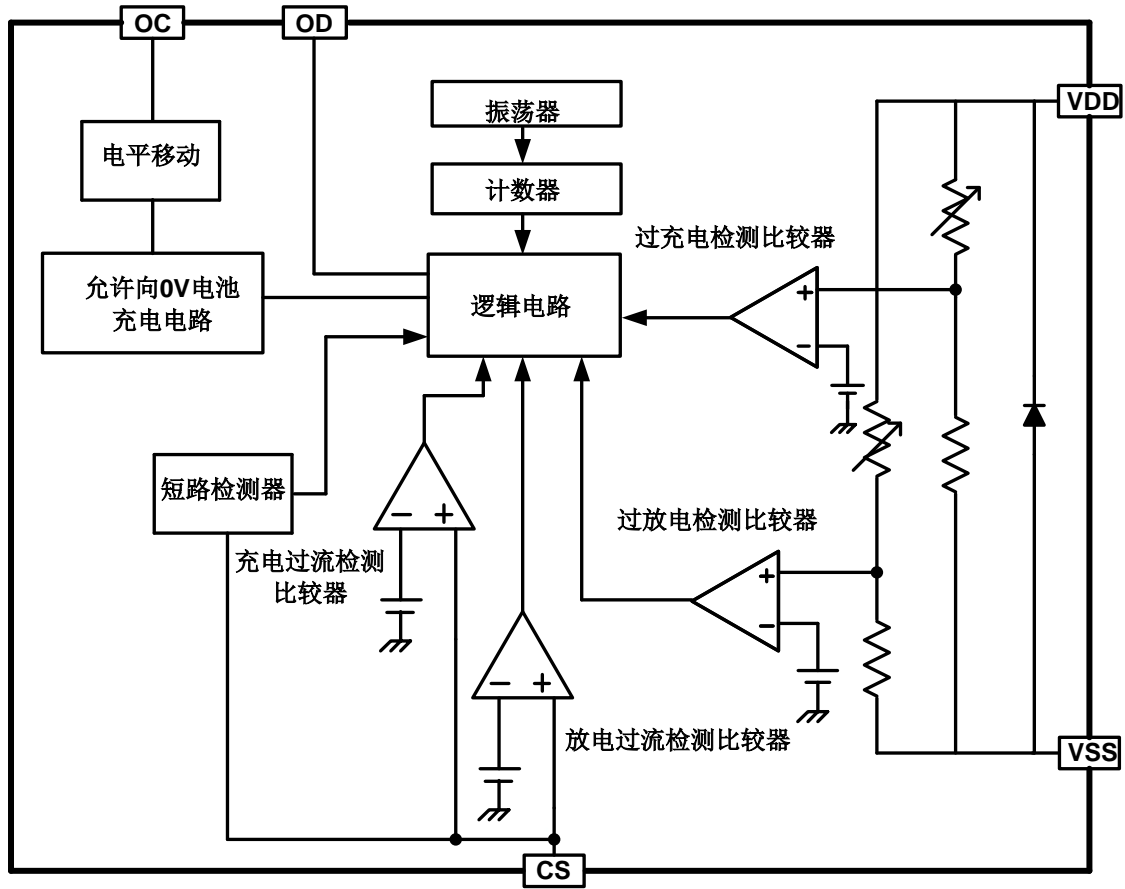 OC
OD
VDD
振荡器
电平移动
计数器
过充电检测比较器
允许向0V电池
充电电路
逻辑电路
+
−
短路检测器
− +
过放电检测比较器
充电过流检测
比较器
+
−
− +
放电过流检测比较器
VSS
CS